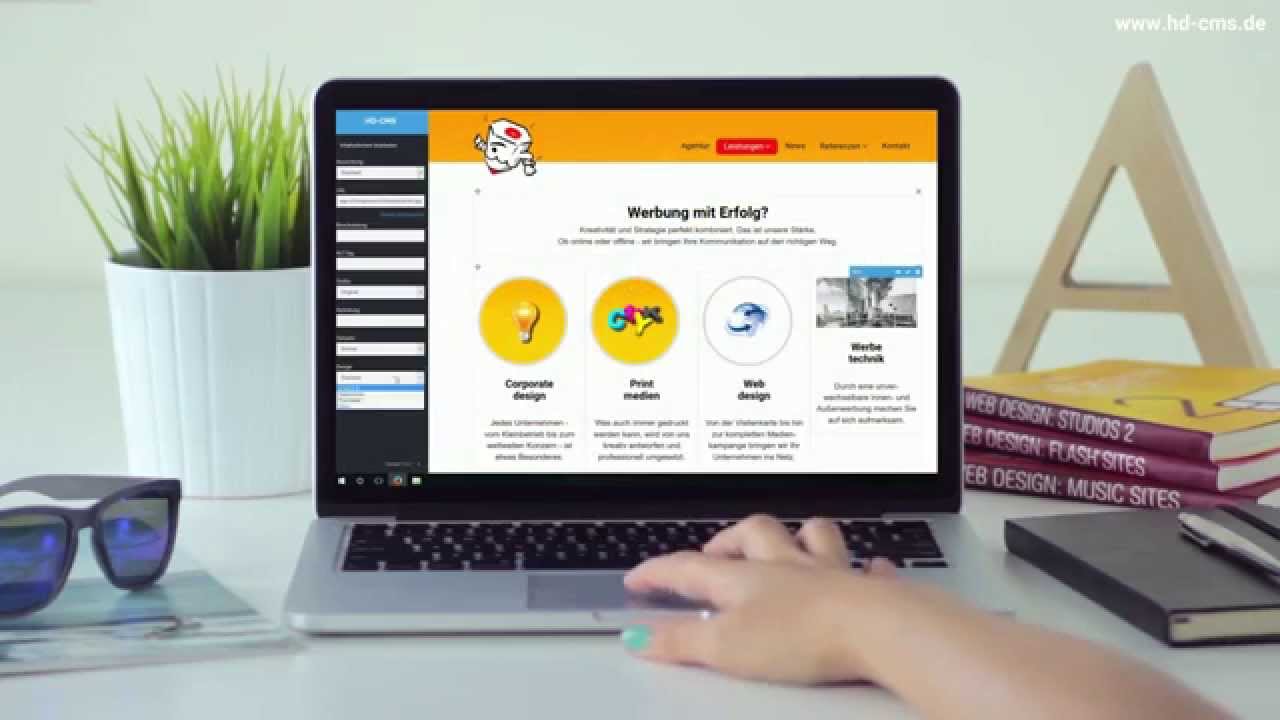 www.hd-cms.de
HD-CMS
Agentur Leistungen News Referenzen Kontakt
Werbung mit Erfolg?
Kreativität und Strategie perfekt kombiniert. Das ist unsere Stärke.
Ob online oder offline - wir bringen Ihre Kommunikation auf den richtigen Weg.
Corporate
design
Jedes Unternehmen -
vom Kleinbetrieb bis zum
weltweiten Konzern - ist
etwas Besonderes.
Print
medien
Was auch immer gedruckt
werden kann, wird von uns
kreativ entworfen und
professionell umgesetzt.
Web
design
Von der Visitenkarte bis hin
zur kompletten Medien-
kampange bringen wir Ihr
Unternehmen ins Netz.
Werbe
technik
Durch eine unver-
wechselbare Innen- und
Außenwerbung machen Sie
auf sich aufmerksam.
A
WEB DESIGN: STUDIOS 2
WEB DESIGN: FLASH SITES
WEB DESIGN: MUSIC SITES